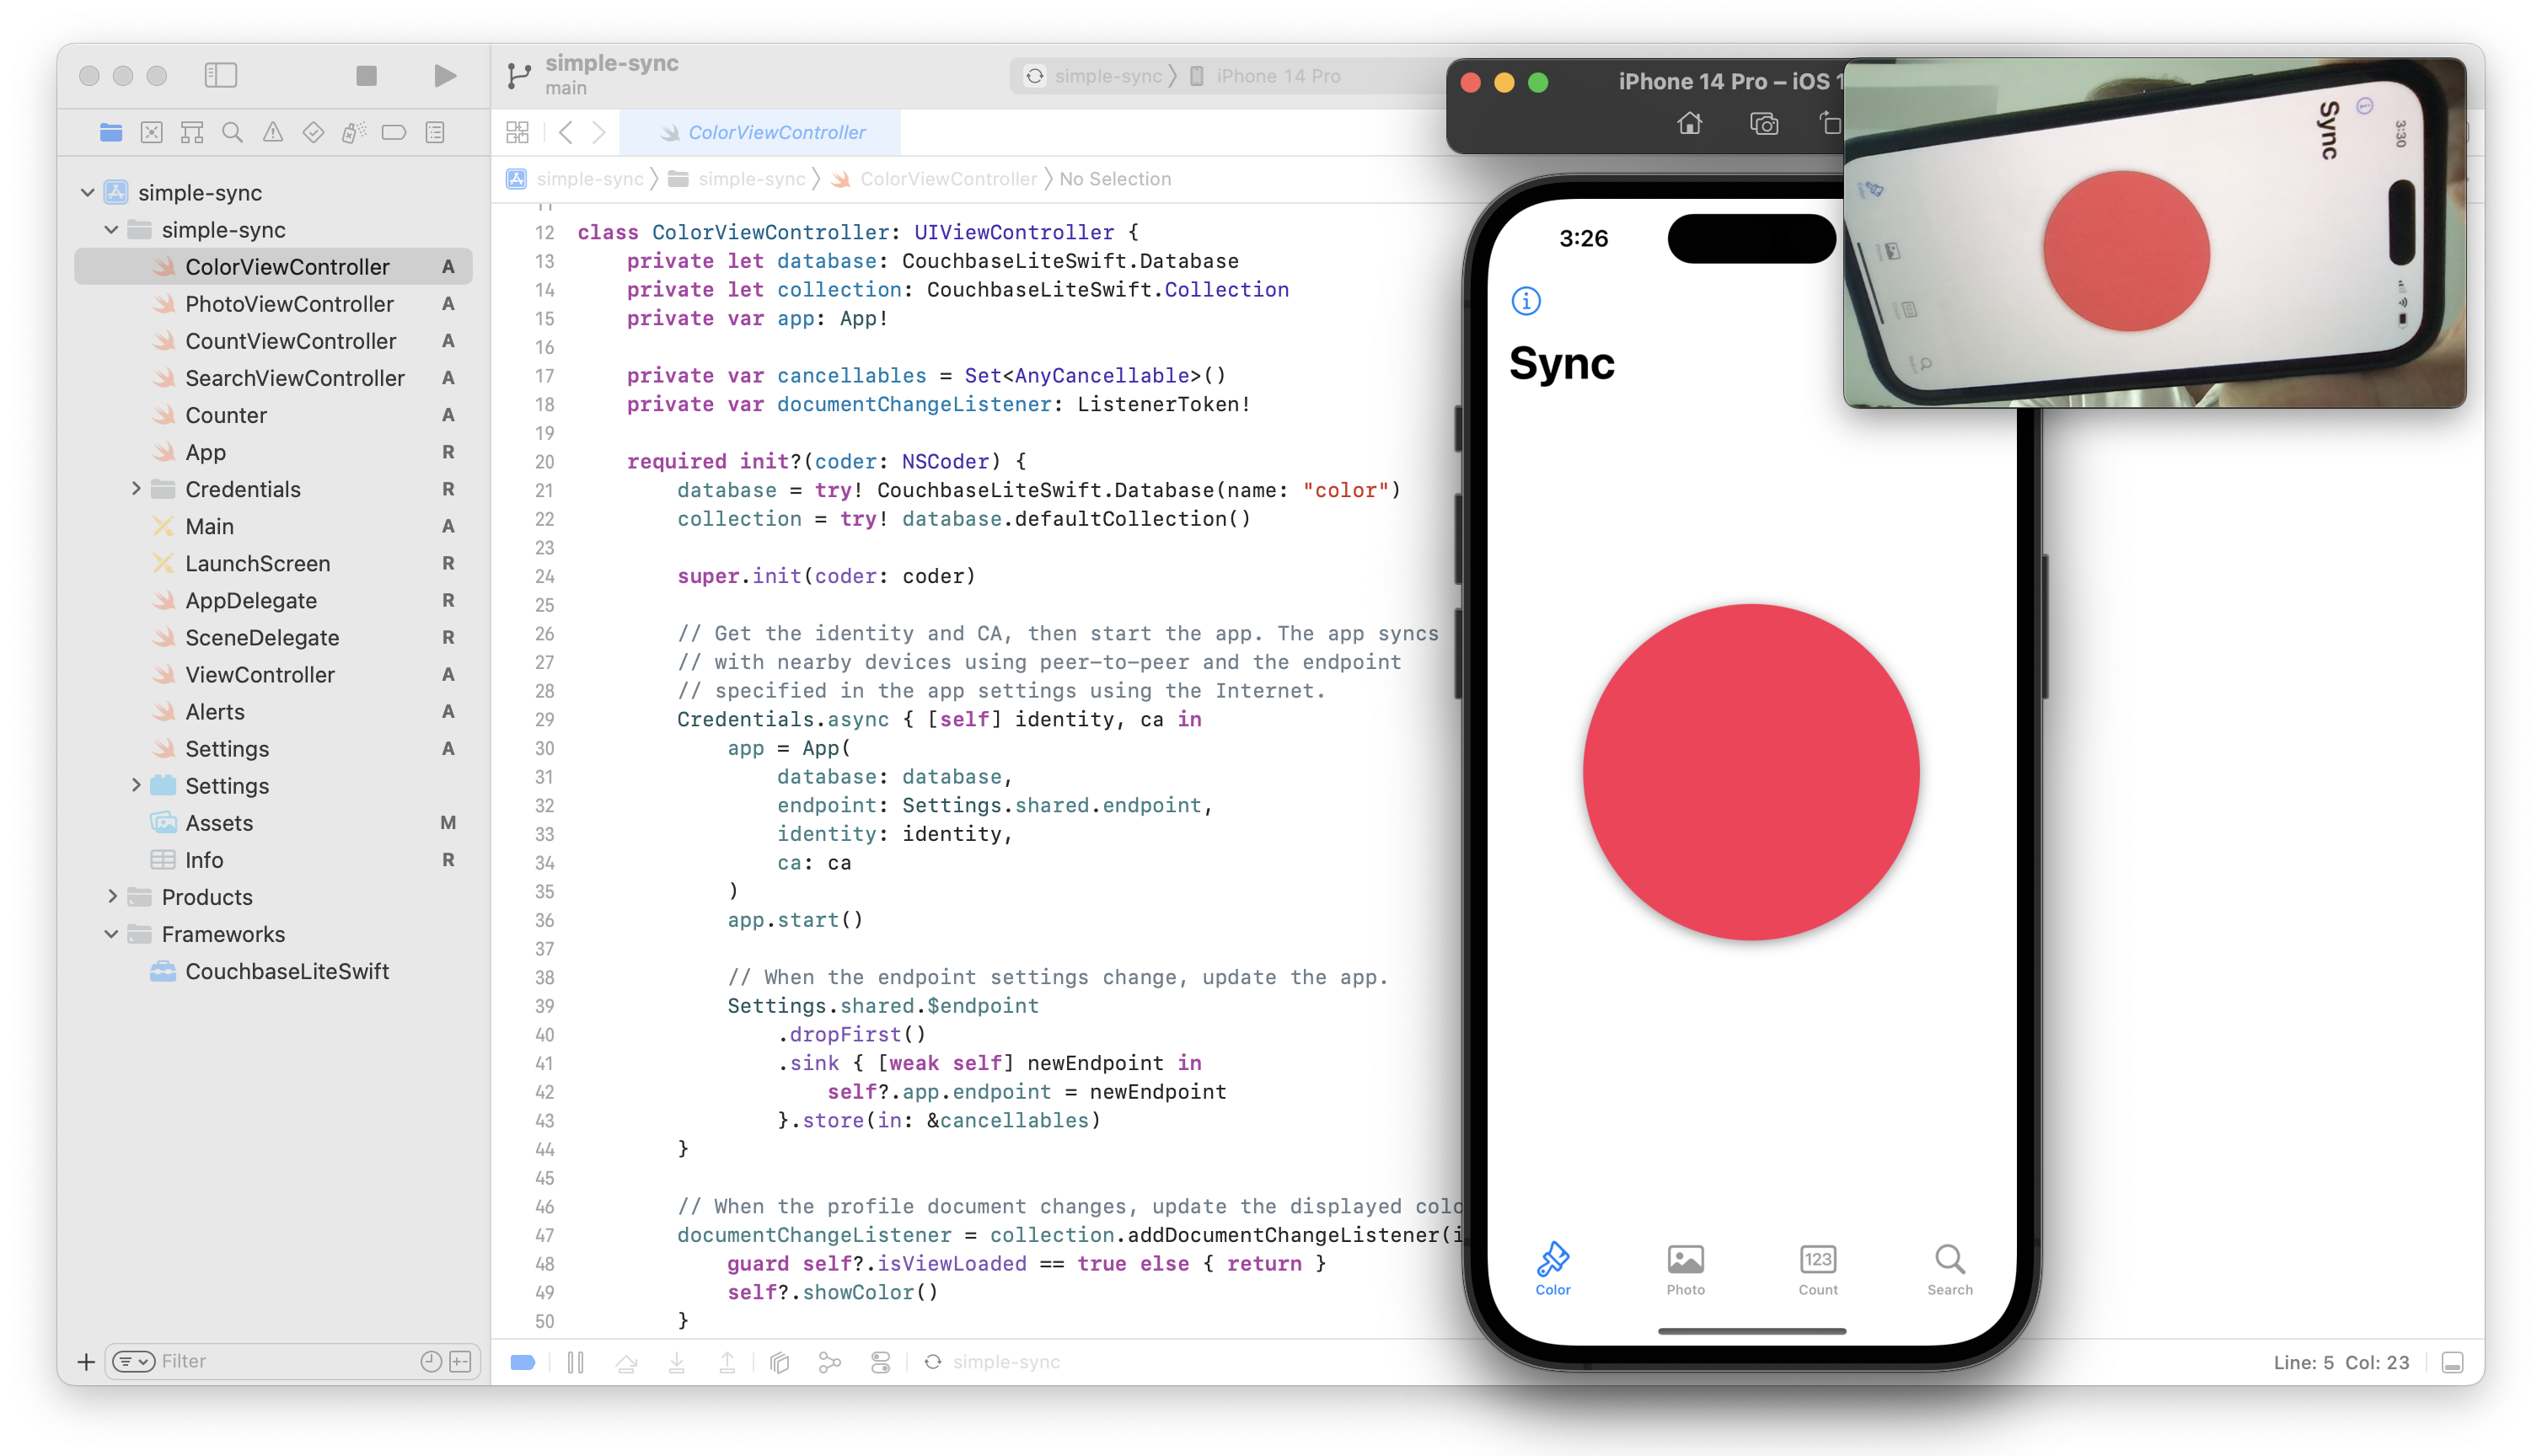 simple-sync
main
simple-sync
iPhone 14 Pro
ColorViewController
simple-sync
simple-sync
ColorViewController
No Selection
simple-sync
simple-sync
ColorViewController A
PhotoViewController A
CountViewController A
SearchViewController A
Counter A
App R
Credentials R
Main A
LaunchScreen R
AppDelegate R
SceneDelegate R
ViewController A
Alerts A
Settings A
Settings
Assets M
Info R
Products
Frameworks
CouchbaseLiteSwift
Filter
11
12 class ColorViewController: UIViewController {
13 private let database: CouchbaseLiteSwift.Database
14 private let collection: CouchbaseLiteSwift.Collection
15 private var app: App!
16
17 private var cancellables = Set<AnyCancellable>()
18 private var documentChangeListener: ListenerToken!
19
20 required init?(coder: NSCoder) {
21 database = try! CouchbaseLiteSwift.Database(name: "color")
22 collection = try! database.defaultCollection()
23
24 super.init(coder: coder)
25
26 // Get the identity and CA, then start the app. The app syncs
27 // with nearby devices using peer-to-peer and the endpoint
28 // specified in the app settings using the Internet.
29 Credentials.async { [self] identity, ca in
30 app = App(
31 database: database,
32 endpoint: Settings.shared.endpoint,
33 identity: identity,
34 ca: ca
35 )
36 app.start()
37
38 // When the endpoint settings change, update the app.
39 Settings.shared.$endpoint
40 .dropFirst()
41 .sink { [weak self] newEndpoint in
42 self?.app.endpoint = newEndpoint
43 }.store(in: &cancellables)
44 }
45
46 // When the profile document changes, update the displayed colo
47 documentChangeListener = collection.addDocumentChangeListener(i
48 guard self?.isViewLoaded == true else { return }
49 self?.showColor()
50 }
simple-sync
Line: 5 Col: 23
iPhone 14 Pro – iOS 1
3:26
Sync
Color
Photo
123
Count
Search
3:30
Sync